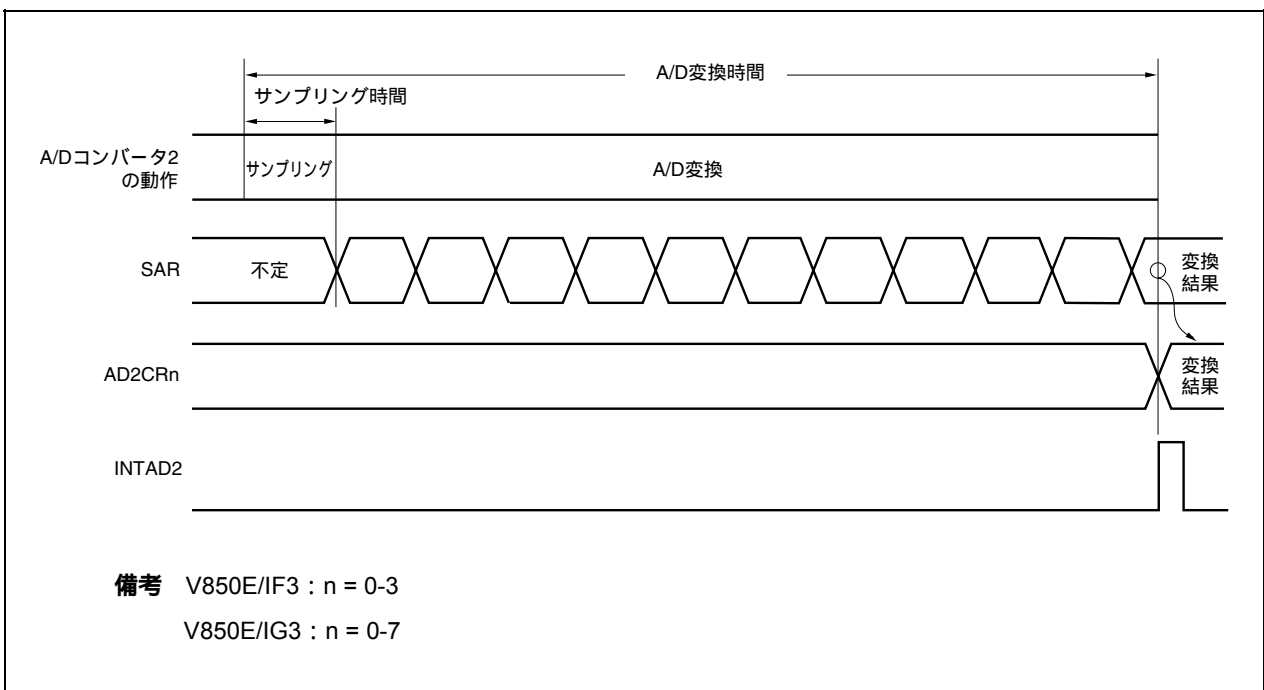 A/D変換時間
サンプリング時間
A/Dコンバータ2
の動作
サンプリング
A/D変換
SAR
不定
変換
結果
AD2CRn
変換
結果
INTAD2
備考 V850E/IF3：n = 0-3
V850E/IG3：n = 0-7